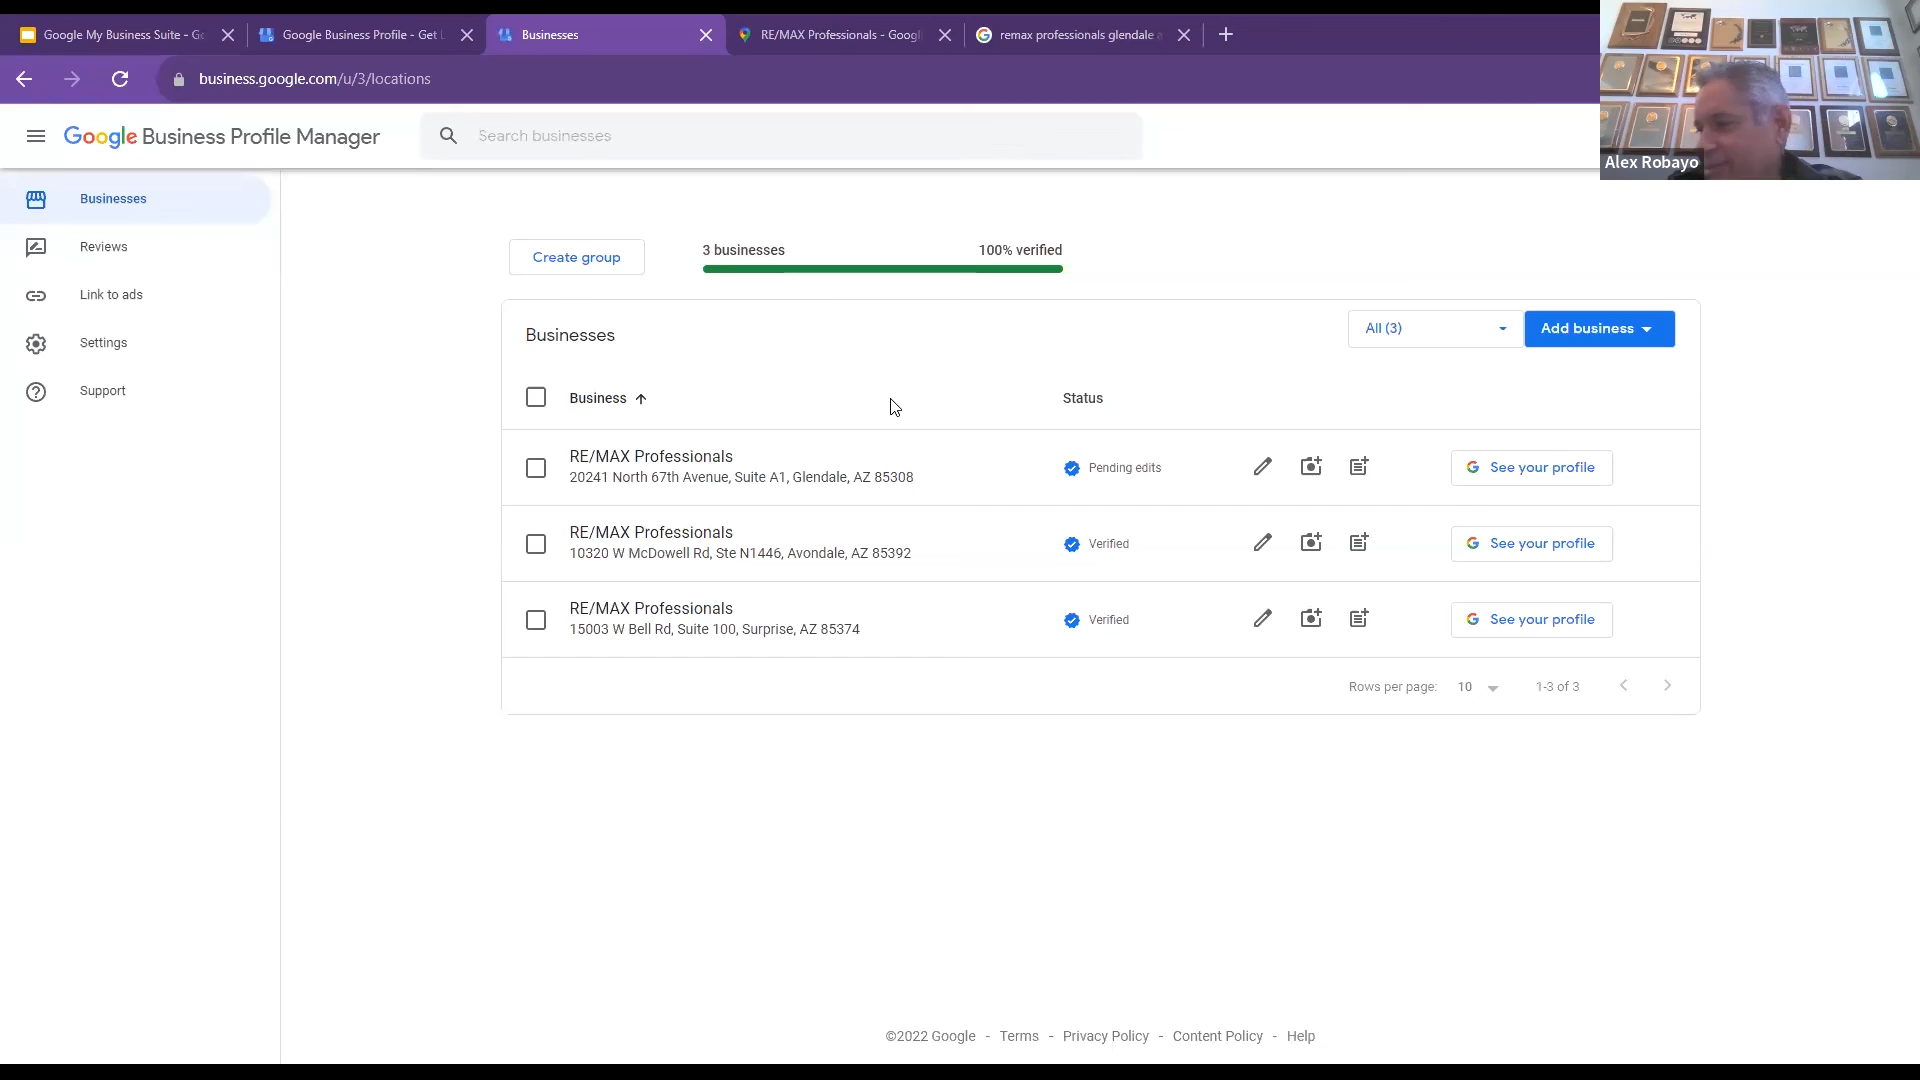 Google My Business Suite - Go
Google Business Profile - Get L
Businesses
RE/MAX Professionals - Googl
remax professionals glendale a
business.google.com/u/3/locations
Google Business Profile Manager
Search businesses
Alex Robayo
Businesses
Reviews
Link to ads
Settings
Support
Create group
3 businesses
100% verified
Businesses
All (3)
Add business
Business
Status
RE/MAX Professionals
20241 North 67th Avenue, Suite A1, Glendale, AZ 85308
Pending edits
See your profile
RE/MAX Professionals
10320 W McDowell Rd, Ste N1446, Avondale, AZ 85392
Verified
See your profile
RE/MAX Professionals
15003 W Bell Rd, Suite 100, Surprise, AZ 85374
Verified
See your profile
Rows per page: 10 1-3 of 3
©2022 Google - Terms - Privacy Policy - Content Policy - Help